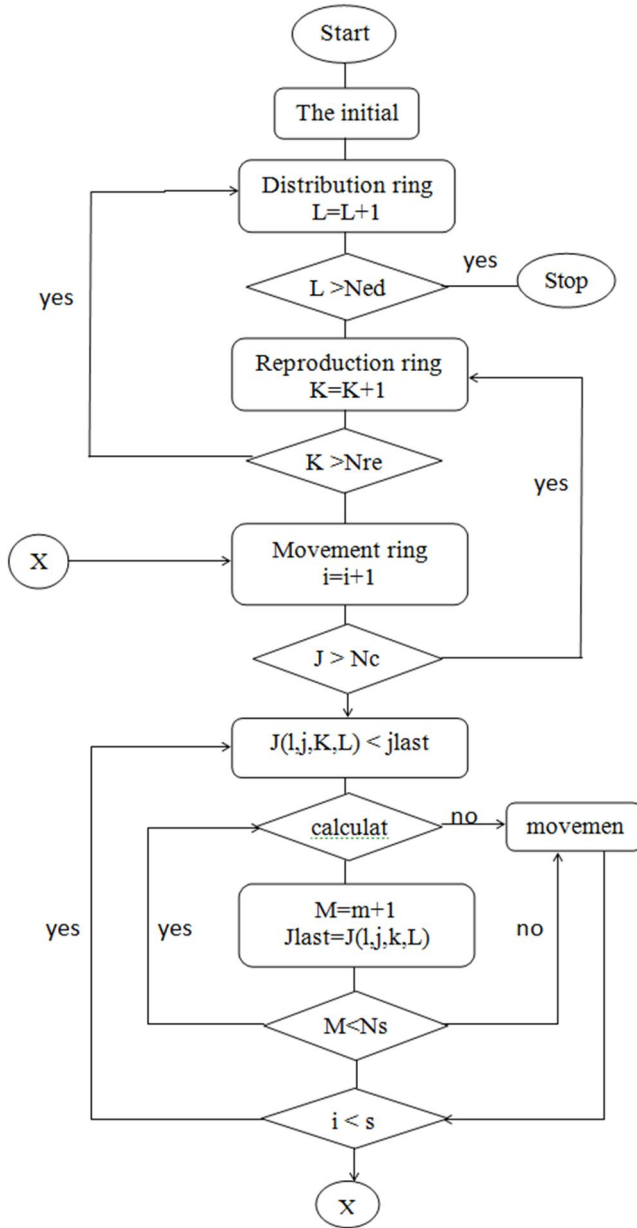 Start
The initial
Distribution ring
L=L+1
L >Ned
yes
Stop
yes
Reproduction ring
K=K+1
K >Nre
yes
X
Movement ring
i=i+1
J > Nc
J(l,j,K,L) < jlast
calculat
no
movemen
M=m+1
Jlast=J(l,j,k,L)
yes
yes
no
M<Ns
i < s
X